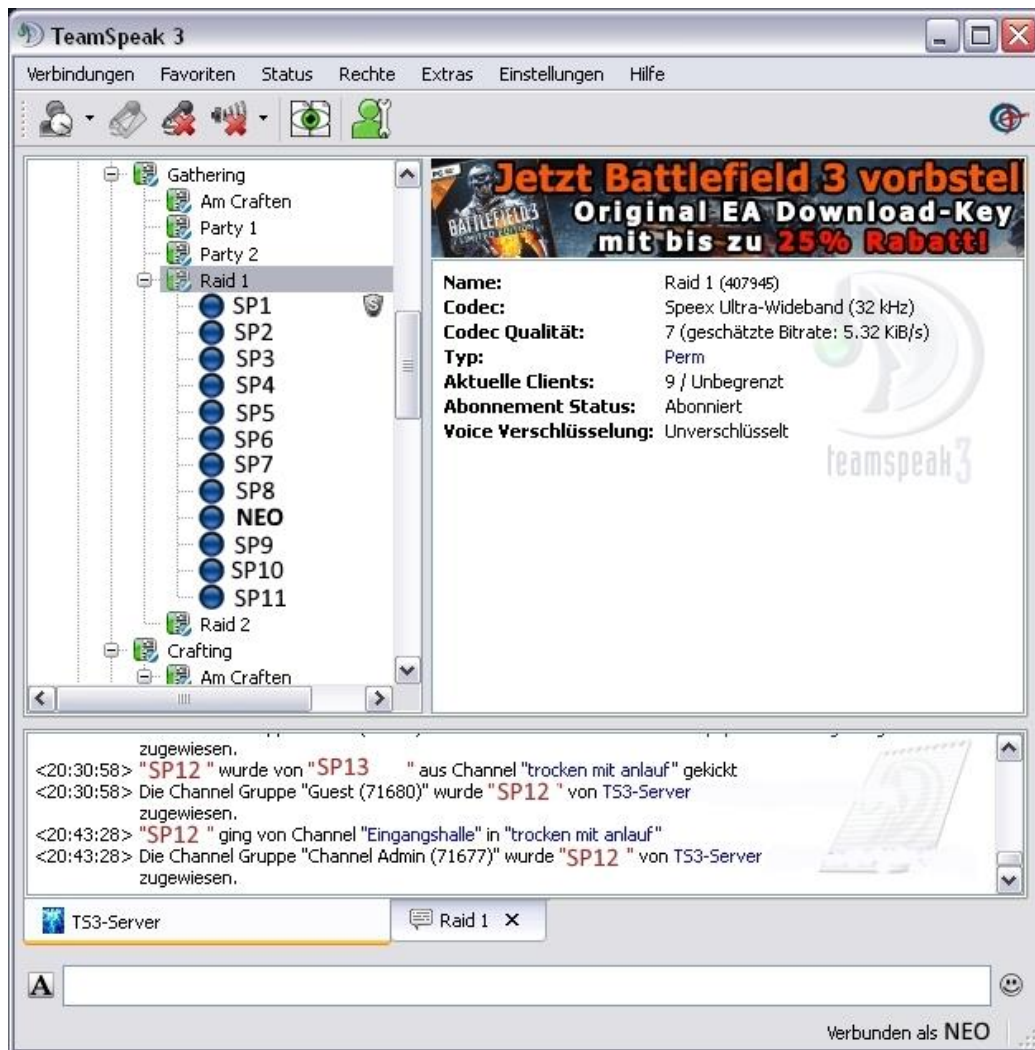 TeamSpeak 3
Verbindungen Favoriten Status Rechte Extras Einstellungen Hilfe
Gathering
Am Craften
Party 1
Party 2
Raid 1
SP1
SP2
SP3
SP4
SP5
SP6
SP7
SP8
NEO
SP9
SP10
SP11
Raid 2
Crafting
Am Craften
Jetzt Battlefield 3 vorbstel
Original EA Download-Key
mit bis zu 25% Rabatt!
BATTLEFIELD 3
LIMITED EDITION
Name: Raid 1 (407945)
Codec: Speex Ultra-Wideband (32 kHz)
Codec Qualität: 7 (geschätzte Bitrate: 5.32 KiB/s)
Typ: Perm
Aktuelle Clients: 9 / Unbegrenzt
Abonnement Status: Abonniert
Voice Verschlüsselung: Unverschlüsselt
teamspeak 3
zugewiesen.
<20:30:58> "SP12 " wurde von "SP13 " aus Channel "trocken mit anlauf" gekickt
<20:30:58> Die Channel Gruppe "Guest (71680)" wurde "SP12 " von TS3-Server
zugewiesen.
<20:43:28> "SP12 " ging von Channel "Eingangshalle" in "trocken mit anlauf"
<20:43:28> Die Channel Gruppe "Channel Admin (71677)" wurde "SP12 " von TS3-Server
zugewiesen.
TS3-Server
Raid 1 X
A
Verbunden als NEO